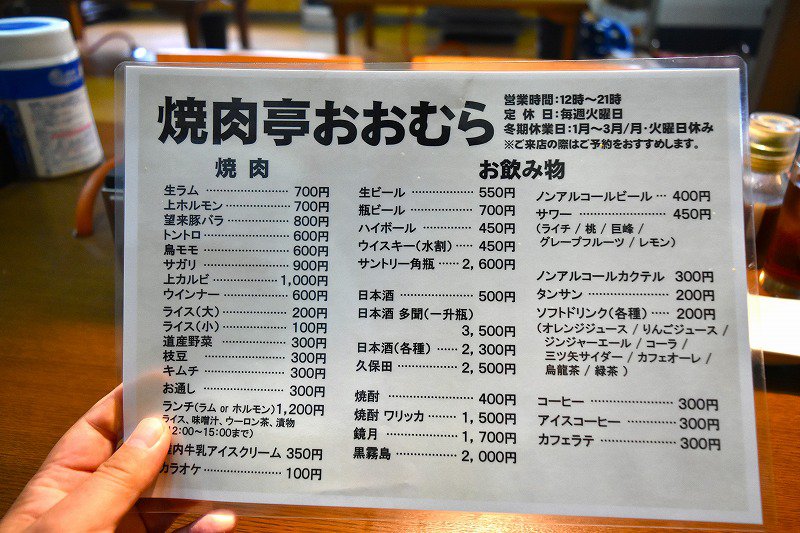 焼肉亭おおむら
営業時間：12時～21時
定休日：毎週火曜日
冬期休業日：1月～3月/月・火曜日休み
※ご来店の際はご予約をおすすめします。
焼肉
生ラム 700円
上ホルモン 700円
望来豚バラ 800円
トントロ 600円
鳥モモ 600円
サガリ 900円
上カルビ 1,000円
ウインナー 600円
ライス(大) 200円
ライス(小) 100円
道産野菜 300円
枝豆 300円
キムチ 300円
お通し 300円
ランチ(ラム or ホルモン)1,200円
ライス、味噌汁、ウーロン茶、漬物
12:00～15:00まで)
内牛乳アイスクリーム 350円
カラオケ 100円
お飲み物
生ビール 550円
瓶ビール 700円
ハイボール 450円
ウイスキー(水割) 450円
サントリー角瓶 2,600円
日本酒 500円
日本酒 多聞(一升瓶)
3,500円
日本酒(各種) 2,300円
久保田 2,500円
焼酎 400円
焼酎 ワリッカ 1,500円
鏡月 1,700円
黒霧島 2,000円
ノンアルコールビール 400円
サワー 450円
(ライチ / 桃 / 巨峰 /
グレープフルーツ / レモン)
ノンアルコールカクテル 300円
タンサン 200円
ソフトドリンク(各種) 200円
(オレンジジュース / りんごジュース /
ジンジャーエール / コーラ /
三ツ矢サイダー / カフェオーレ /
烏龍茶 / 緑茶 )
コーヒー 300円
アイスコーヒー 300円
カフェラテ 300円